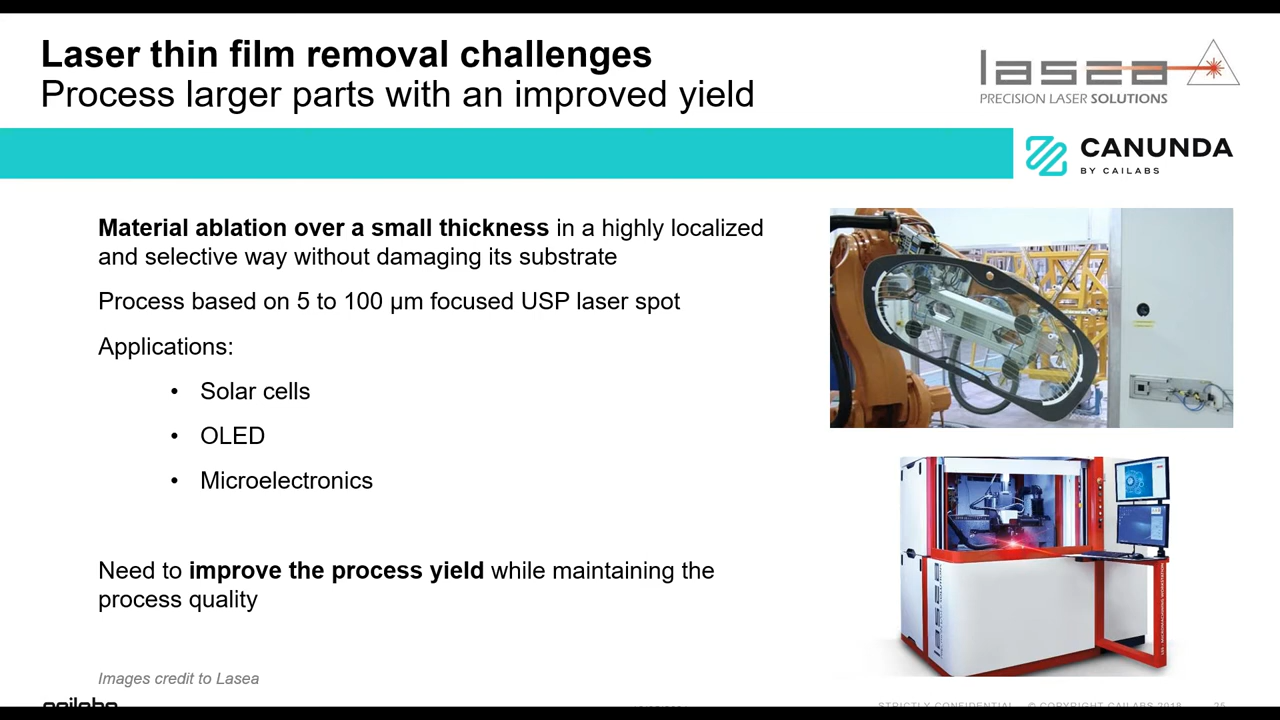 Laser thin film removal challenges
Process larger parts with an improved yield
lasea
PRECISION LASER SOLUTIONS
CANUNDA
BY CAILABS
Material ablation over a small thickness in a highly localized
and selective way without damaging its substrate
Process based on 5 to 100 µm focused USP laser spot
Applications:
• Solar cells
• OLED
• Microelectronics
Need to improve the process yield while maintaining the
process quality
Images credit to Lasea
cailabs
STRICTLY CONFIDENTIAL © COPYRIGHT CAILABS 2018 25